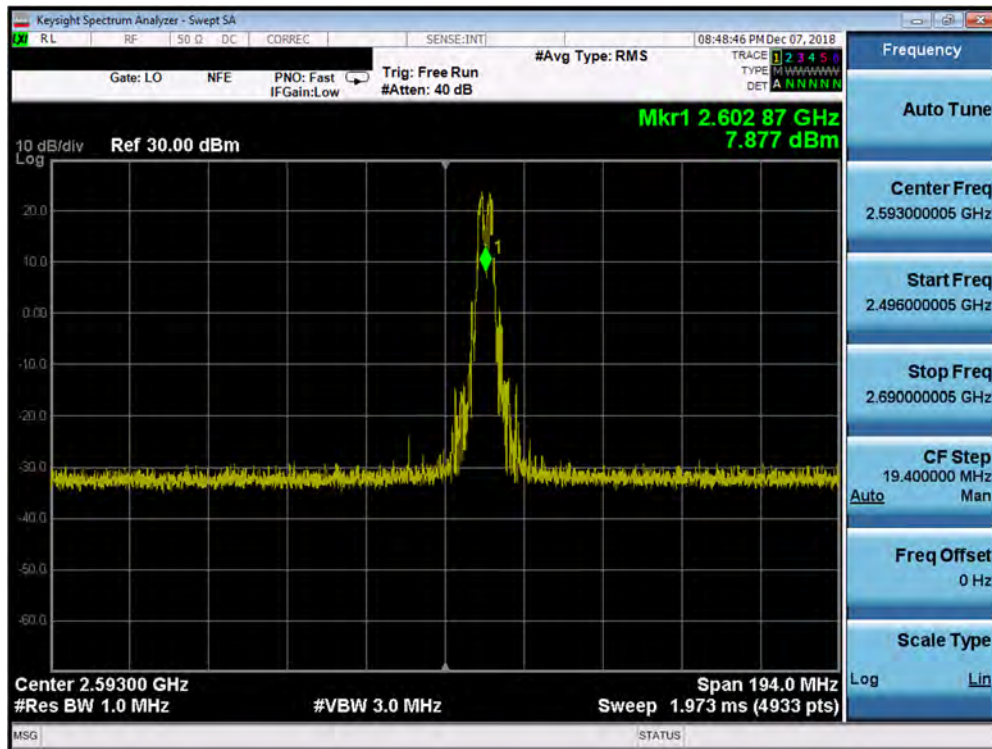 Keysight Spectrum Analyzer - Swept SA
LXI RL RF 50 Ω DC CORREC SENSE:INT 08:48:46 PM Dec 07, 2018
Gate: LO NFE PNO: Fast IFGain:Low Trig: Free Run #Atten: 40 dB #Avg Type: RMS TRACE 1 2 3 4 5 6
TYPE M W W W W W
DET A N N N N N
Mkr1 2.602 87 GHz
7.877 dBm
10 dB/div Ref 30.00 dBm
Log
20.0
10.0
0.00
-10.0
-20.0
-30.0
-40.0
-50.0
-60.0
1
Center 2.59300 GHz Span 194.0 MHz
#Res BW 1.0 MHz #VBW 3.0 MHz Sweep 1.973 ms (4933 pts)
MSG STATUS
Frequency
Auto Tune
Center Freq
2.593000005 GHz
Start Freq
2.496000005 GHz
Stop Freq
2.690000005 GHz
CF Step
19.400000 MHz
Auto Man
Freq Offset
0 Hz
Scale Type
Log Lin